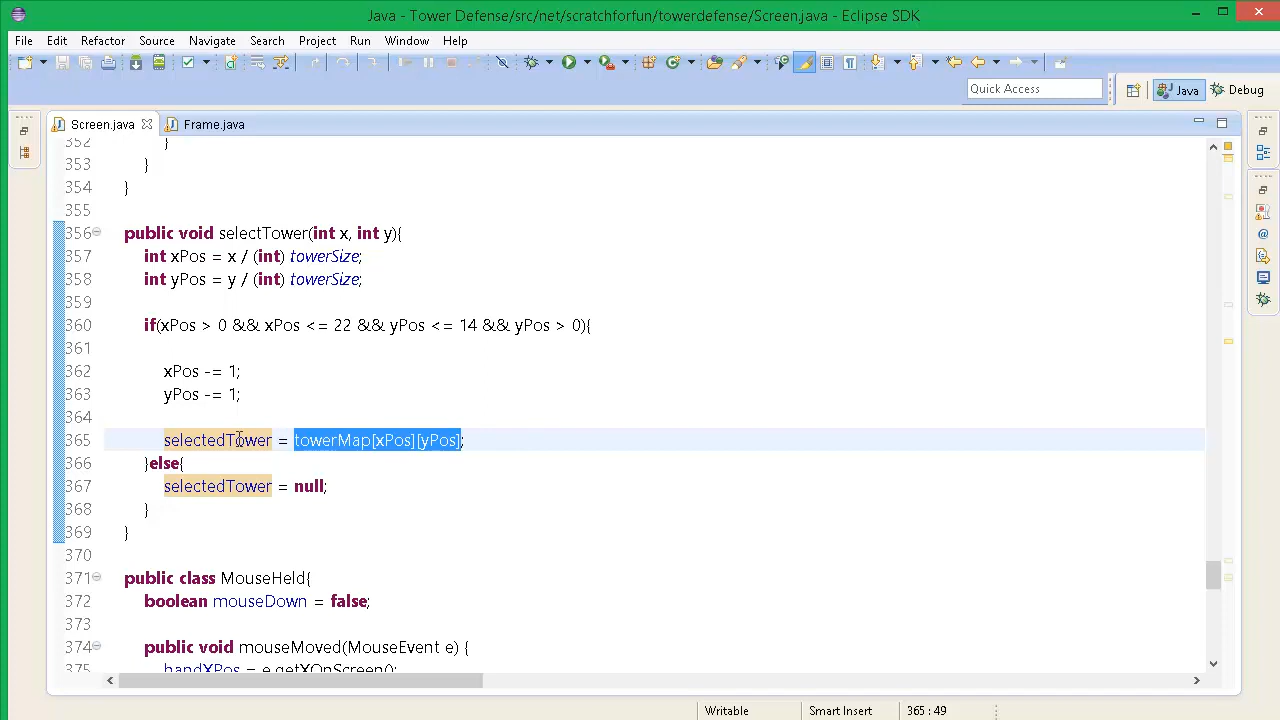 Java - Tower Defense/src/net/scratchforfun/towerdefense/Screen.java - Eclipse SDK
File Edit Refactor Source Navigate Search Project Run Window Help
Quick Access
Java
Debug
Screen.java
Frame.java
352 }
353 }
354 }
355
356 public void selectTower(int x, int y){
357 int xPos = x / (int) towerSize;
358 int yPos = y / (int) towerSize;
359
360 if(xPos > 0 && xPos <= 22 && yPos <= 14 && yPos > 0){
361
362 xPos -= 1;
363 yPos -= 1;
364
365 selectedTower = towerMap[xPos][yPos];
366 }else{
367 selectedTower = null;
368 }
369 }
370
371 public class MouseHeld{
372 boolean mouseDown = false;
373
374 public void mouseMoved(MouseEvent e) {
375 handXPos = e.getXOnScreen();
Writable Smart Insert 365 : 49